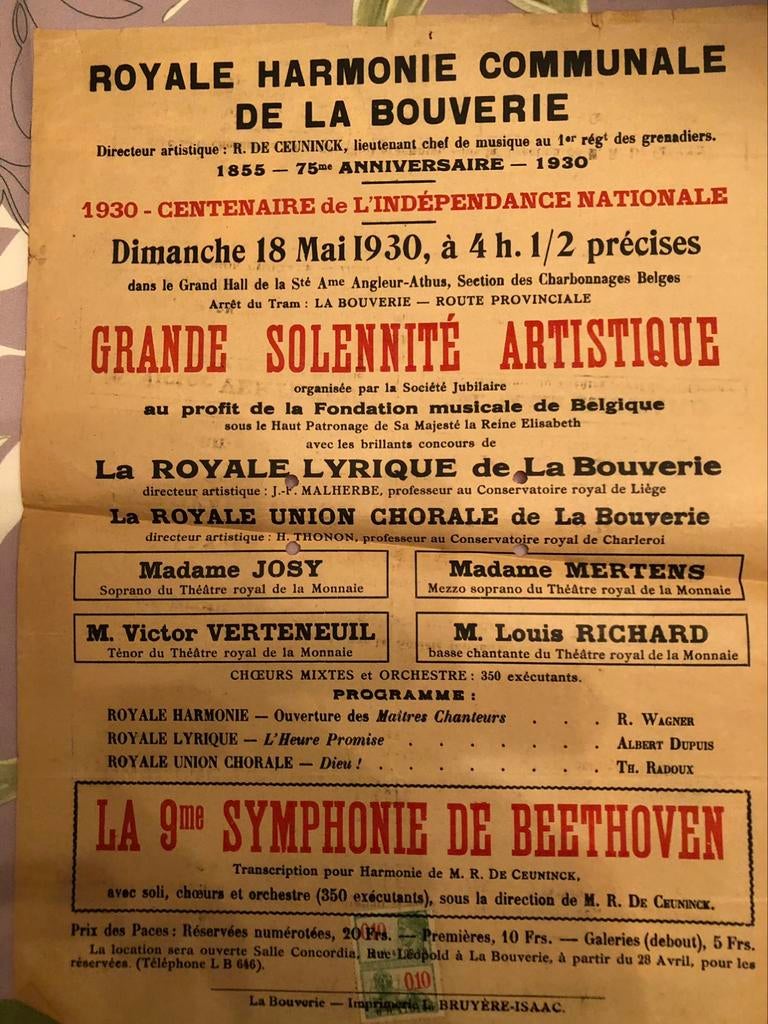 ROYALE HARMONIE COMMUNALE
DE LA BOUVERIE
Directeur artistique : R. DE CEUNINCK, lieutenant chef de musique au 1er régt des grenadiers.
1855 — 75me ANNIVERSAIRE — 1930
1930 - CENTENAIRE de L'INDÉPENDANCE NATIONALE
Dimanche 18 Mai 1930, à 4 h. 1/2 précises
dans le Grand Hall de la Sté Ame Angleur-Athus, Section des Charbonnages Belges
Arrêt du Tram : LA BOUVERIE — ROUTE PROVINCIALE
GRANDE SOLENNITÉ ARTISTIQUE
organisée par la Société Jubilaire
au profit de la Fondation musicale de Belgique
sous le Haut Patronage de Sa Majesté la Reine Elisabeth
avec les brillants concours de
La ROYALE LYRIQUE de La Bouverie
directeur artistique : J.-F. MALHERBE, professeur au Conservatoire royal de Liège
La ROYALE UNION CHORALE de La Bouverie
directeur artistique : H. THONON, professeur au Conservatoire royal de Charleroi
Madame JOSY
Soprano du Théâtre royal de la Monnaie
Madame MERTENS
Mezzo soprano du Théâtre royal de la Monnaie
M. Victor VERTENEUIL
Ténor du Théâtre royal de la Monnaie
M. Louis RICHARD
basse chantante du Théâtre royal de la Monnaie
CHŒURS MIXTES et ORCHESTRE : 350 exécutants.
PROGRAMME :
ROYALE HARMONIE — Ouverture des Maîtres Chanteurs . . . R. WAGNER
ROYALE LYRIQUE — L'Heure Promise . . . . . . . ALBERT DUPUIS
ROYALE UNION CHORALE — Dieu ! . . . . . . . . TH. RADOUX
LA 9me SYMPHONIE DE BEETHOVEN
Transcription pour Harmonie de M. R. DE CEUNINCK,
avec soli, chœurs et orchestre (350 exécutants), sous la direction de M. R. DE CEUNINCK.
Prix des Paces : Réservées numérotées, 20 Frs. — Premières, 10 Frs. — Galeries (debout), 5 Frs.
La location sera ouverte Salle Concordia, Rue Léopold à La Bouverie, à partir du 28 Avril, pour les
réservées. (Téléphone L B 646).
010
010
La Bouverie — Imprimerie L. BRUYÈRE-ISAAC.